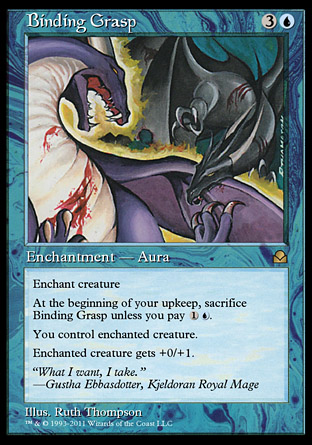 Binding Grasp 3
Enchantment — Aura
Enchant creature
At the beginning of your upkeep, sacrifice
Binding Grasp unless you pay 1 .
You control enchanted creature.
Enchanted creature gets +0/+1.
"What I want, I take."
—Gustha Ebbasdotter, Kjeldoran Royal Mage
Illus. Ruth Thompson
™ & © 1993-2011 Wizards of the Coast LLC